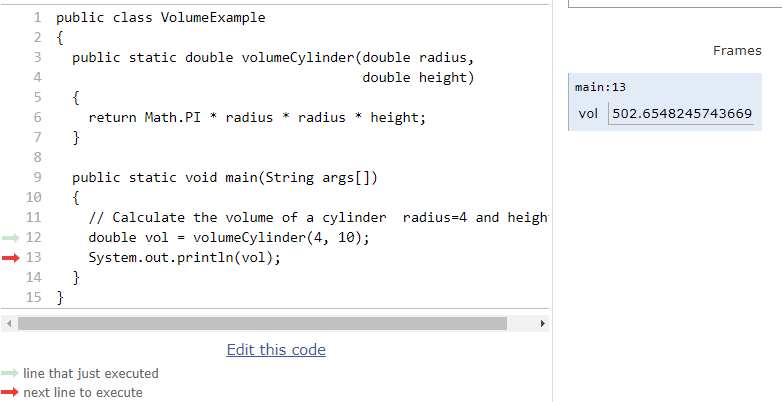 1 public class VolumeExample
2 {
3   public static double volumeCylinder(double radius,
4                                       double height)
5   {
6     return Math.PI * radius * radius * height;
7   }
8
9   public static void main(String args[])
10   {
11     // Calculate the volume of a cylinder  radius=4 and heigh
12     double vol = volumeCylinder(4, 10);
13     System.out.println(vol);
14   }
15 }
Edit this code
line that just executed
next line to execute
Frames
main:13
vol 502.6548245743669